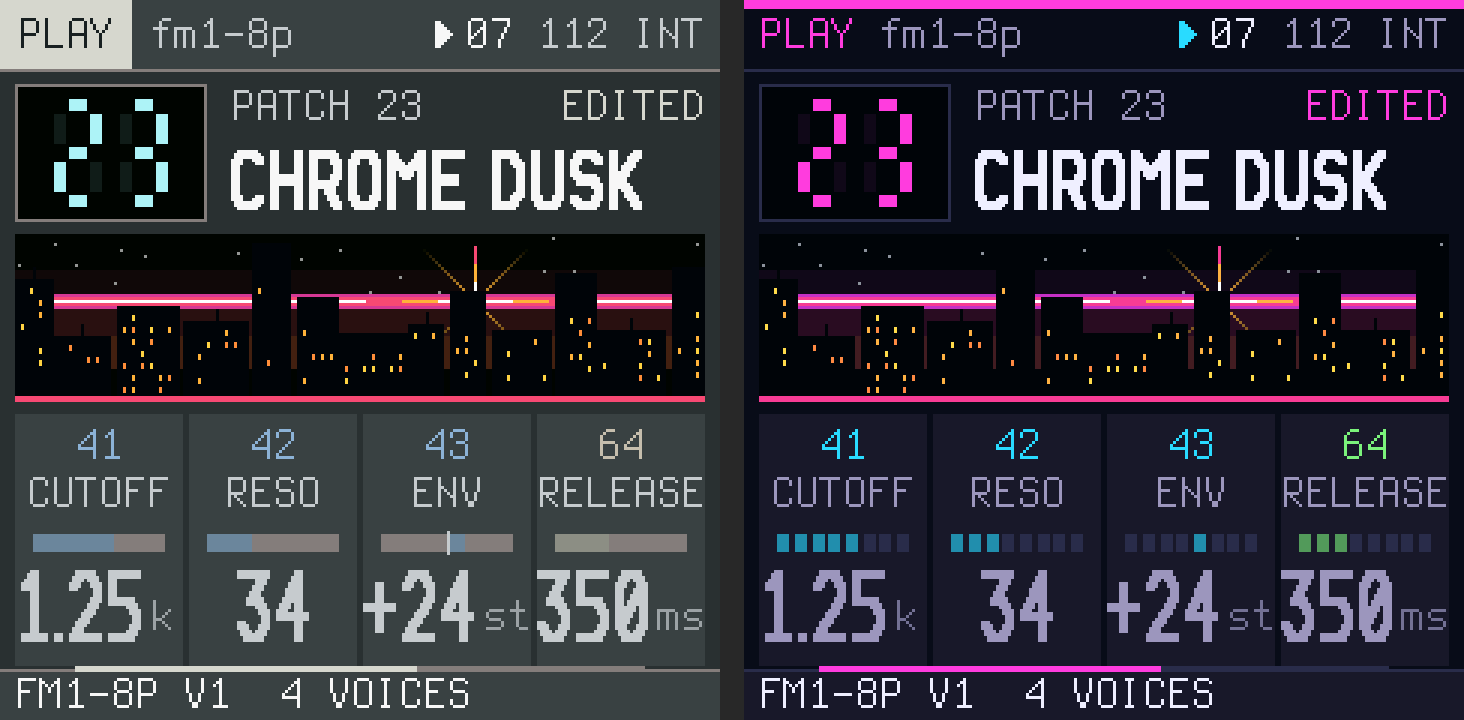 PLAY fm1-8p 07 112 INT
23 PATCH 23 EDITED
CHROME DUSK
41 42 43 64
CUTOFF RESO ENV RELEASE
1.25k 34 +24st 350ms
FM1-8P V1 4 VOICES
PLAY fm1-8p 07 112 INT
23 PATCH 23 EDITED
CHROME DUSK
41 42 43 64
CUTOFF RESO ENV RELEASE
1.25k 34 +24st 350ms
FM1-8P V1 4 VOICES